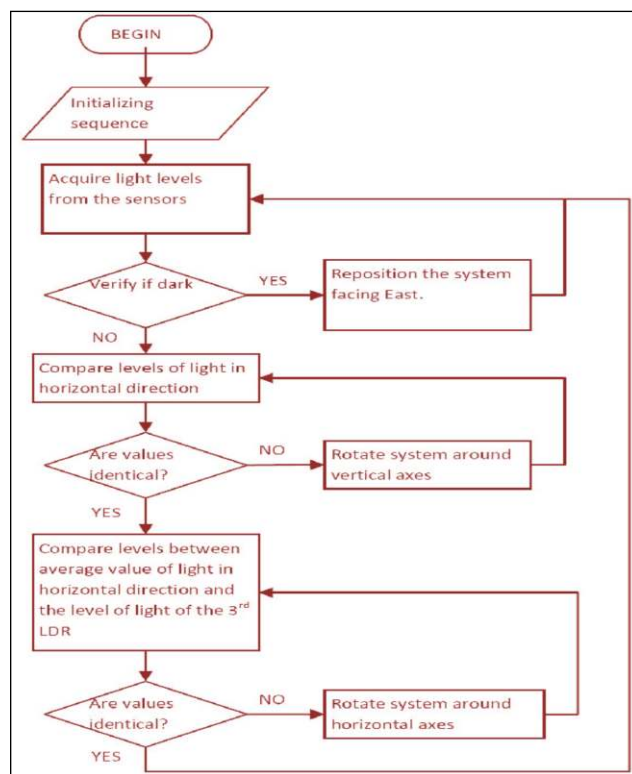 BEGIN
Initializing
sequence
Acquire light levels
from the sensors
Verify if dark
YES
Reposition the system
facing East.
NO
Compare levels of light in
horizontal direction
Are values
identical?
NO
Rotate system around
vertical axes
YES
Compare levels between
average value of light in
horizontal direction and
the level of light of the 3rd
LDR
Are values
identical?
NO
Rotate system around
horizontal axes
YES